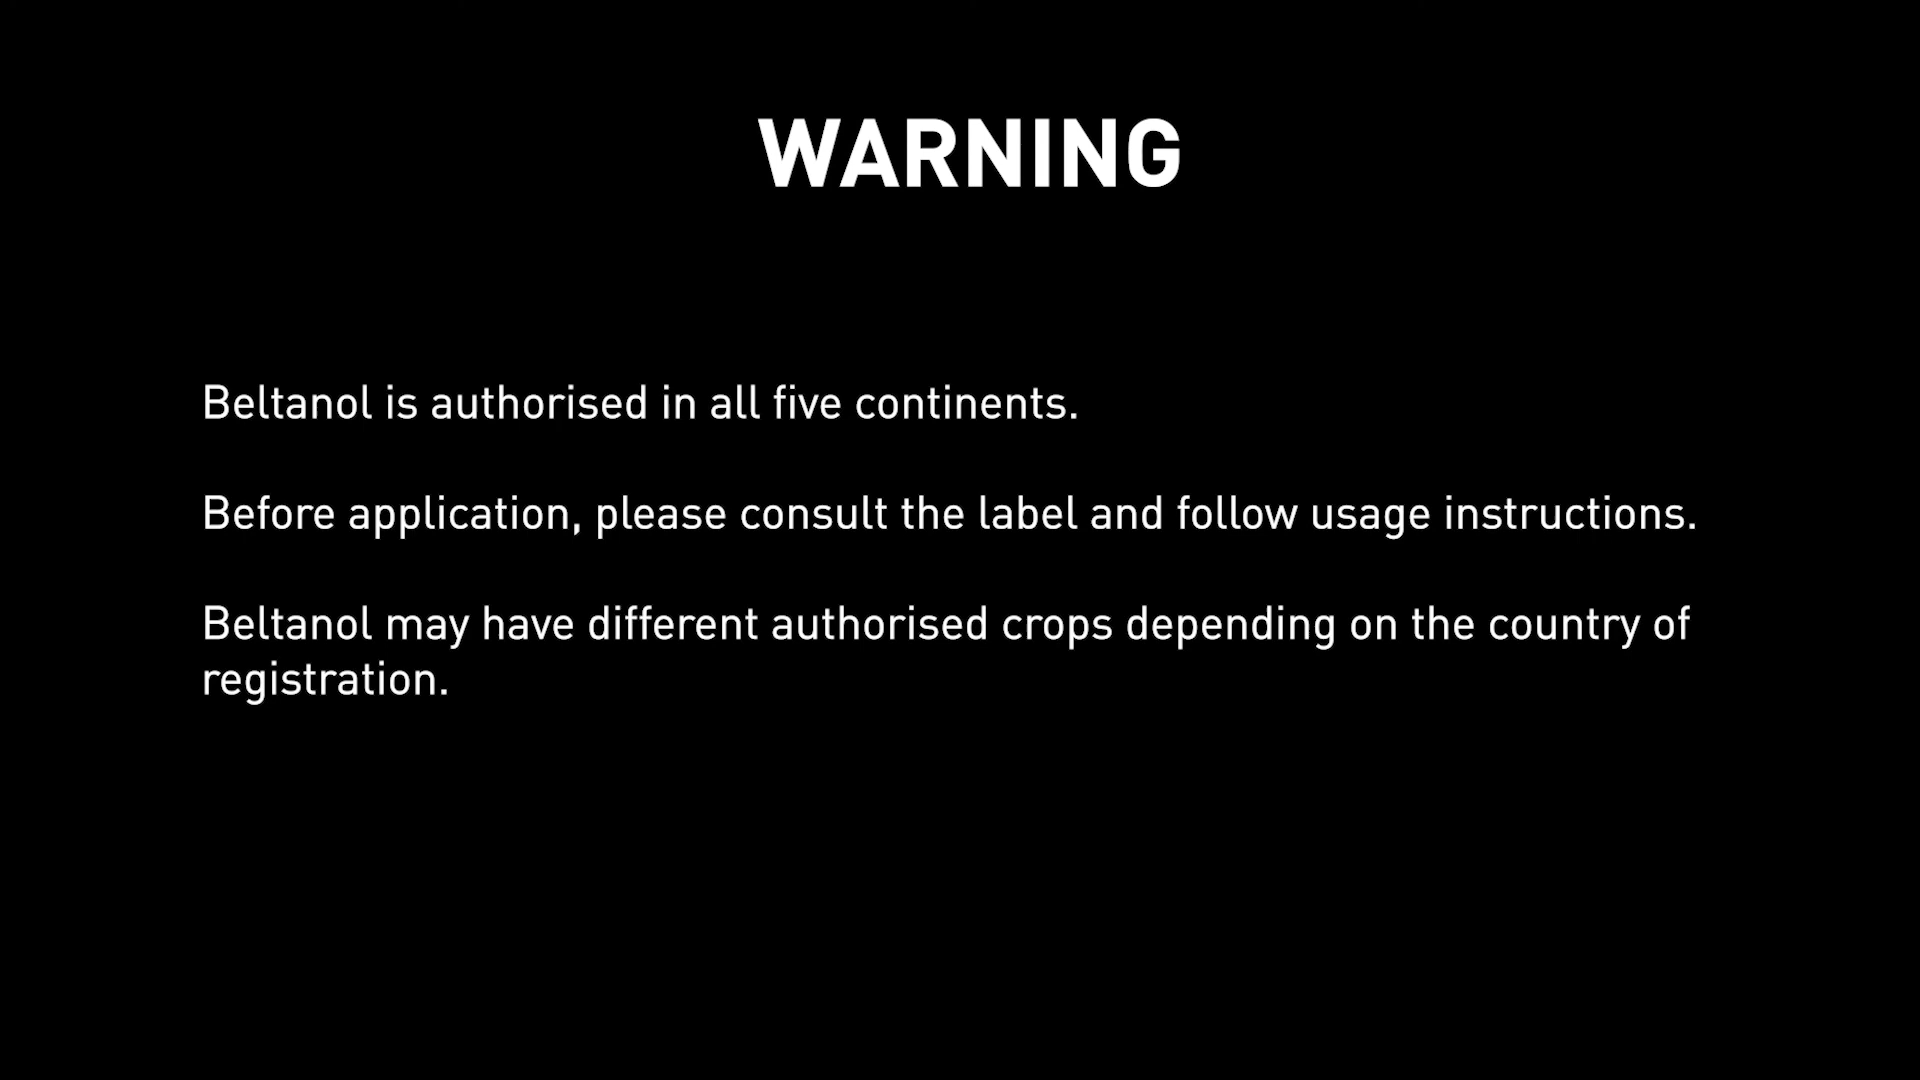 WARNING
Beltanol is authorised in all five continents.
Before application, please consult the label and follow usage instructions.
Beltanol may have different authorised crops depending on the country of
registration.